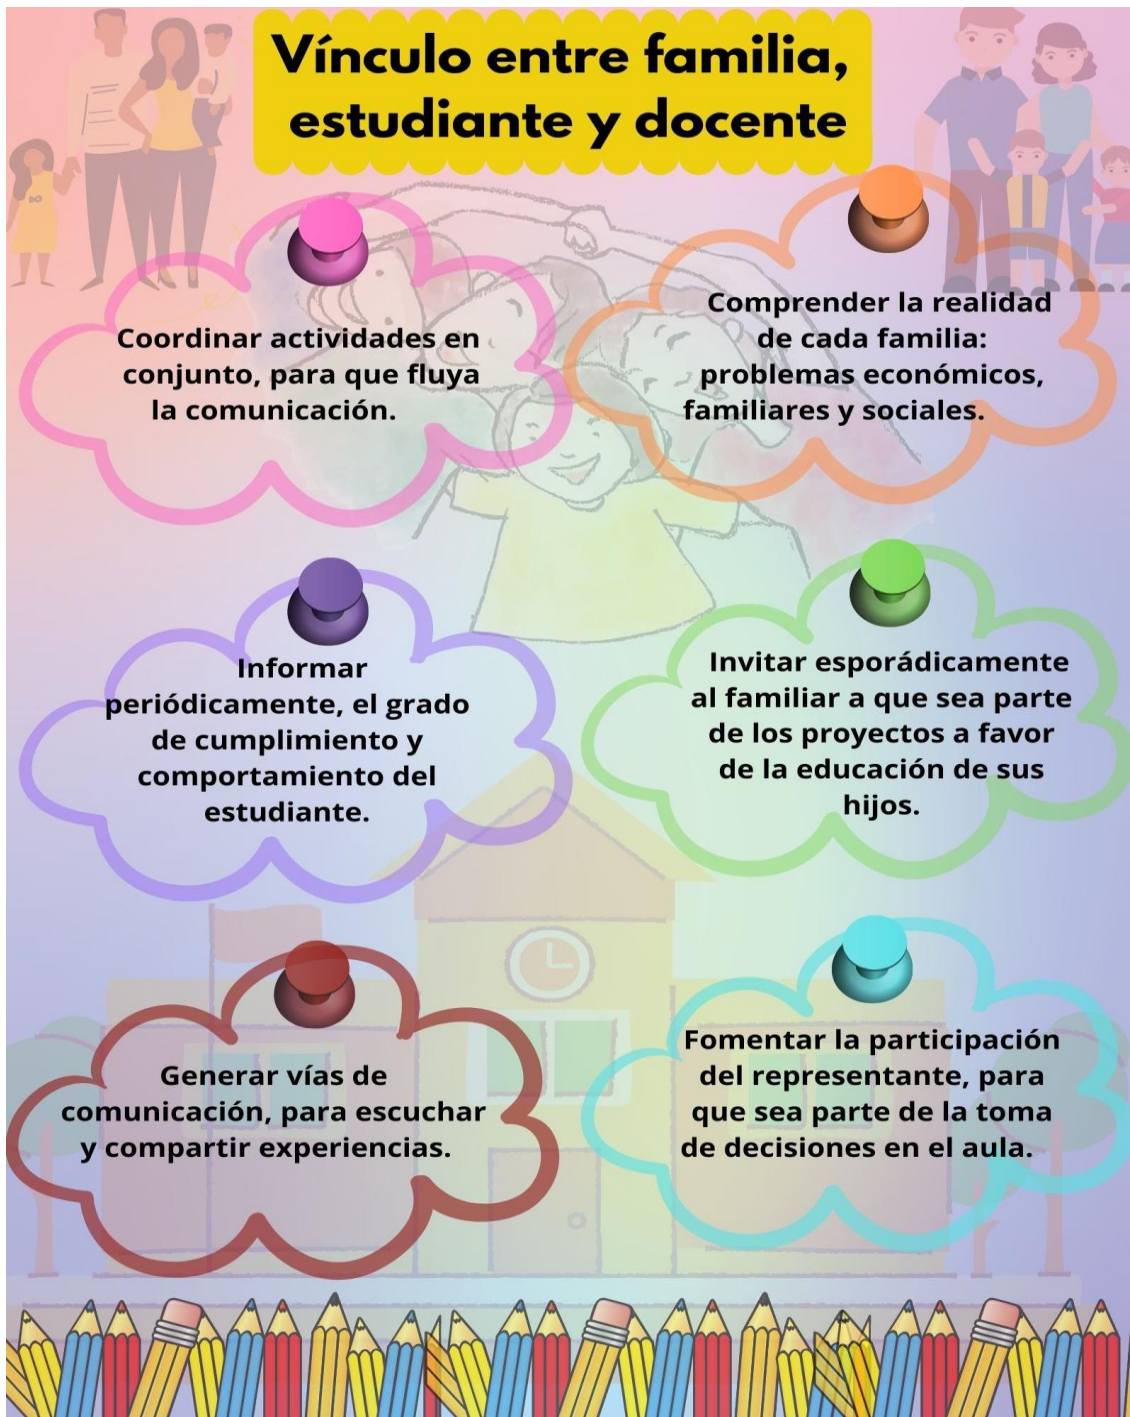 Vínculo entre familia,
estudiante y docente
Coordinar actividades en
conjunto, para que fluya
la comunicación.
Comprender la realidad
de cada familia:
problemas económicos,
familiares y sociales.
Informar
periódicamente, el grado
de cumplimiento y
comportamiento del
estudiante.
Invitar esporádicamente
al familiar a que sea parte
de los proyectos a favor
de la educación de sus
hijos.
Generar vías de
comunicación, para escuchar
y compartir experiencias.
Fomentar la participación
del representante, para
que sea parte de la toma
de decisiones en el aula.